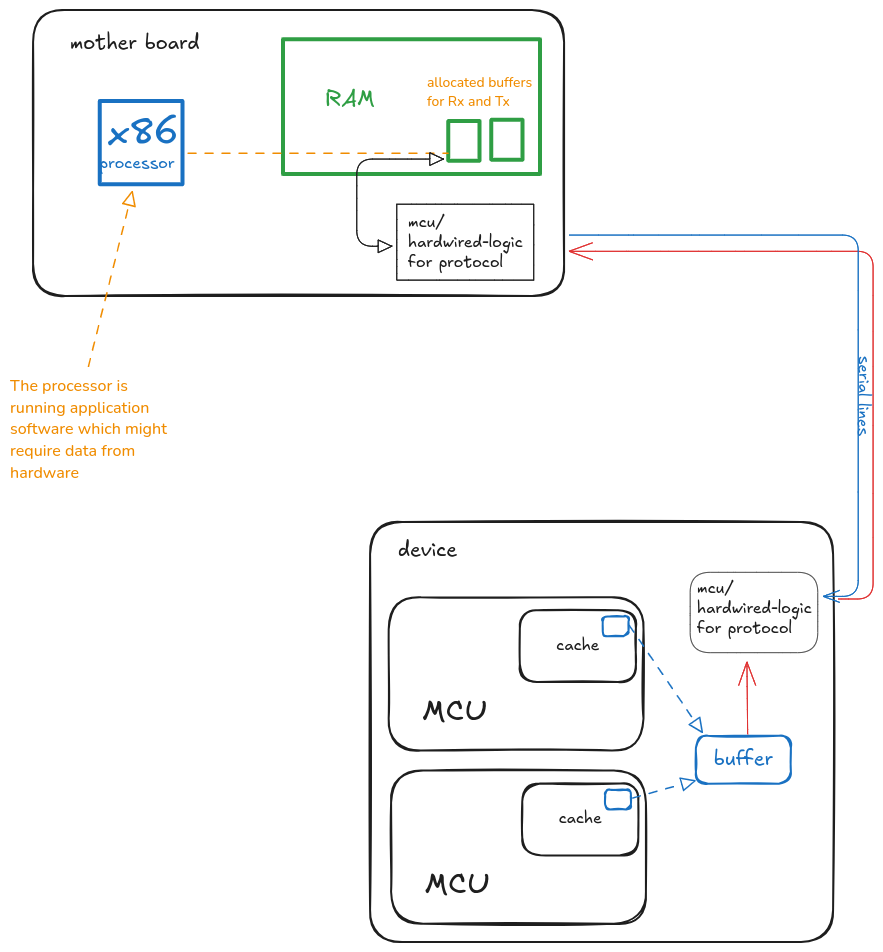 mother board
RAM
allocated buffers
for Rx and Tx
x86
processor
mcu/
hardwired-logic
for protocol
The processor is
running application
software which might
require data from
hardware
serial lines
device
mcu/
hardwired-logic
for protocol
cache
MCU
buffer
cache
MCU